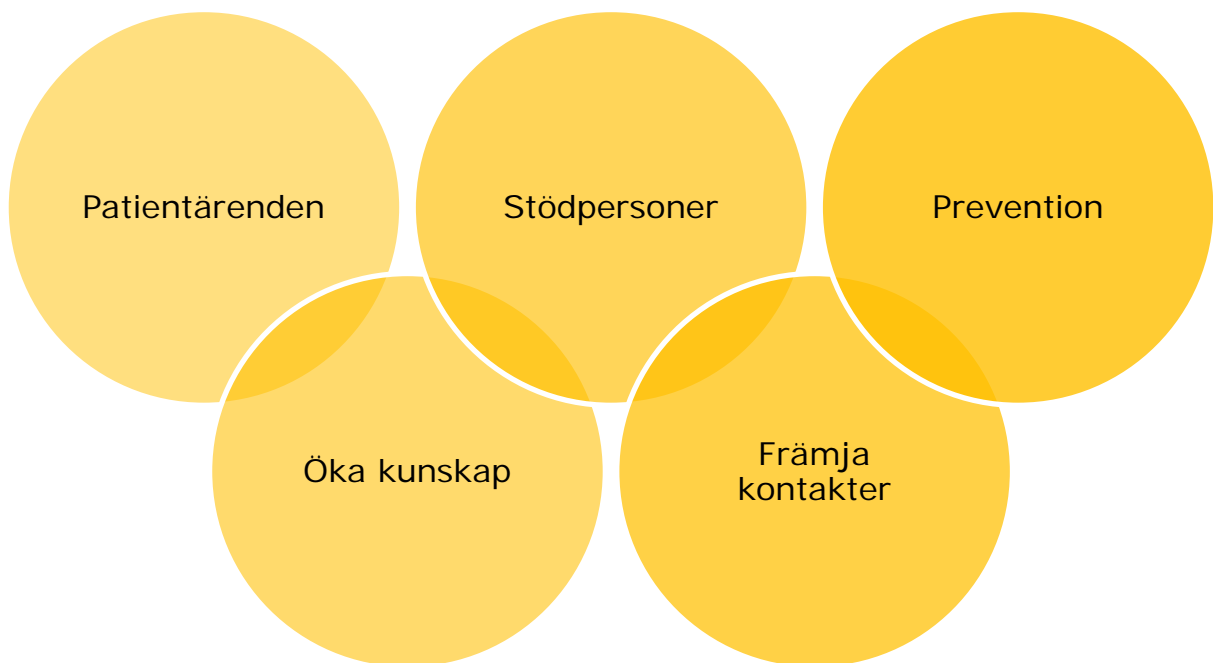 Patientärenden
Stödpersoner
Prevention
Öka kunskap
Främja
kontakter